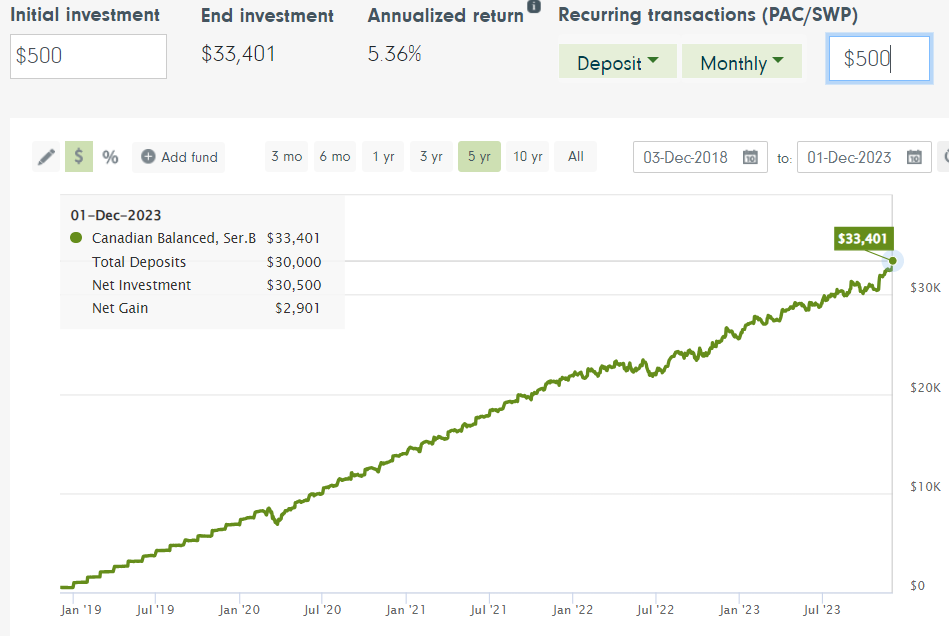 Initial investment
End investment
Annualized return i
Recurring transactions (PAC/SWP)
$500
$33,401
5.36%
Deposit
Monthly
$500
$
%
Add fund
3 mo
6 mo
1 yr
3 yr
5 yr
10 yr
All
03-Dec-2018
to:
01-Dec-2023
01-Dec-2023
Canadian Balanced, Ser.B $33,401
Total Deposits $30,000
Net Investment $30,500
Net Gain $2,901
$33,401
$30K
$20K
$10K
$0
Jan '19
Jul '19
Jan '20
Jul '20
Jan '21
Jul '21
Jan '22
Jul '22
Jan '23
Jul '23